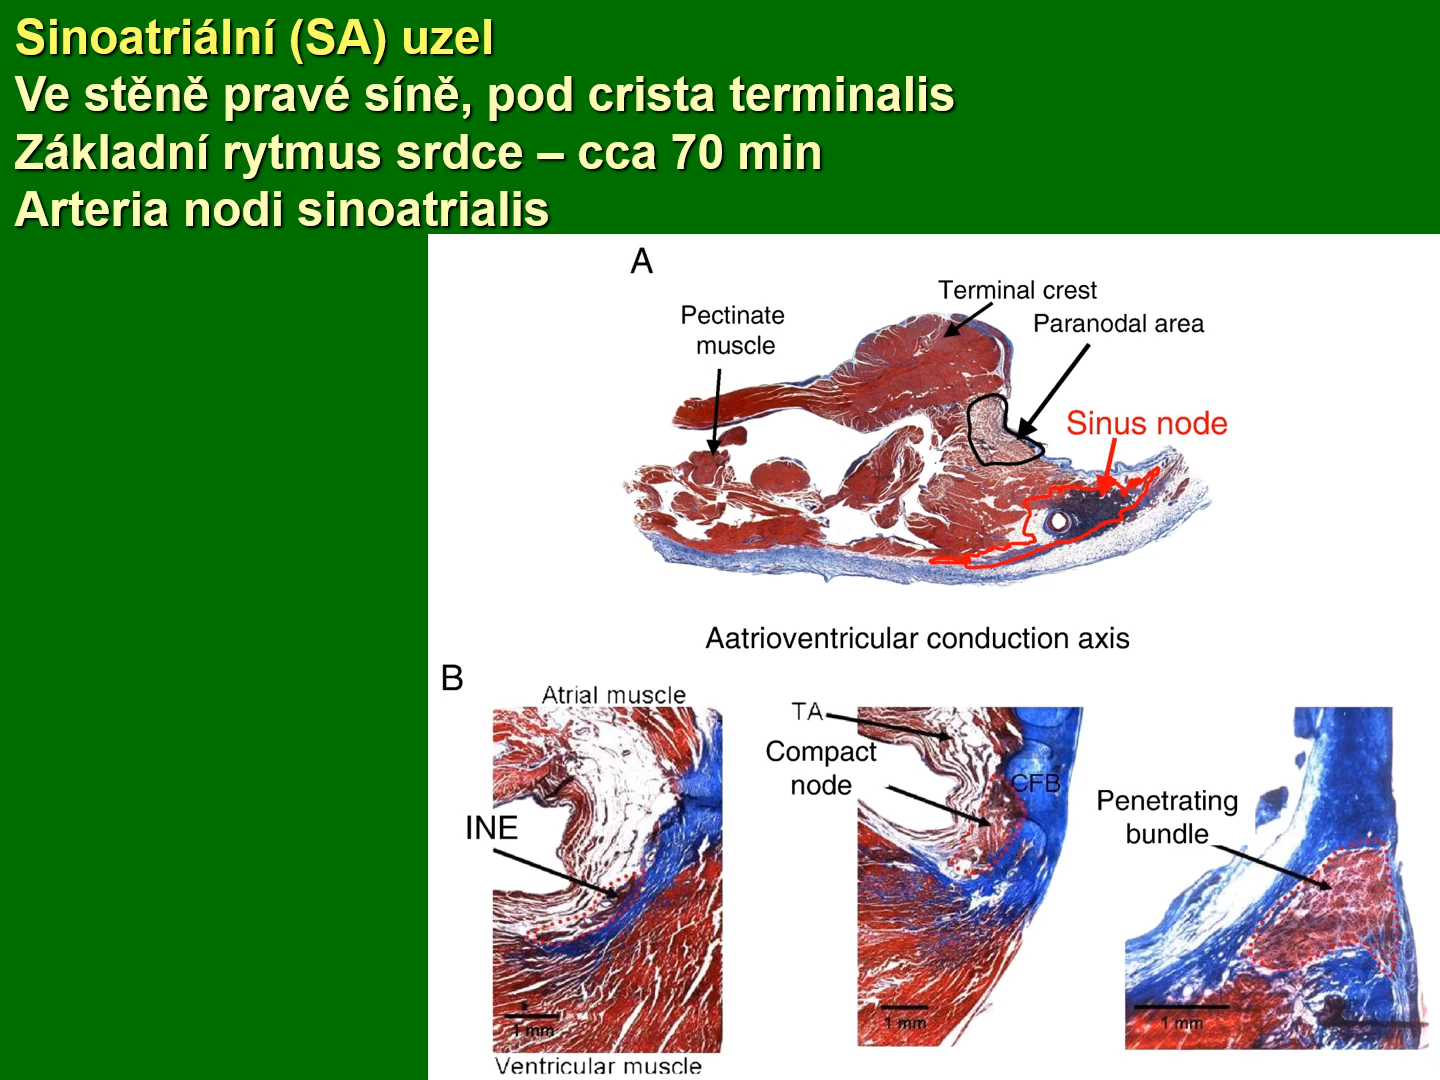 Sinoatriální (SA) uzel
Ve stěně pravé síně, pod crista terminalis
Základní rytmus srdce – cca 70 min
Arteria nodi sinoatrialis
A
Terminal crest
Pectinate
muscle
Paranodal area
Sinus node
Aatrioventricular conduction axis
B
Atrial muscle
INE
1 mm
Ventricular muscle
TA
Compact
node
CFB
1 mm
Penetrating
bundle
1 mm